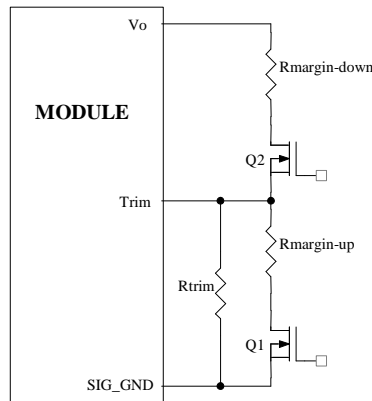 Vo
Rmargin-down
MODULE
Q2
Trim
Rmargin-up
Rtrim
Q1
SIG_GND